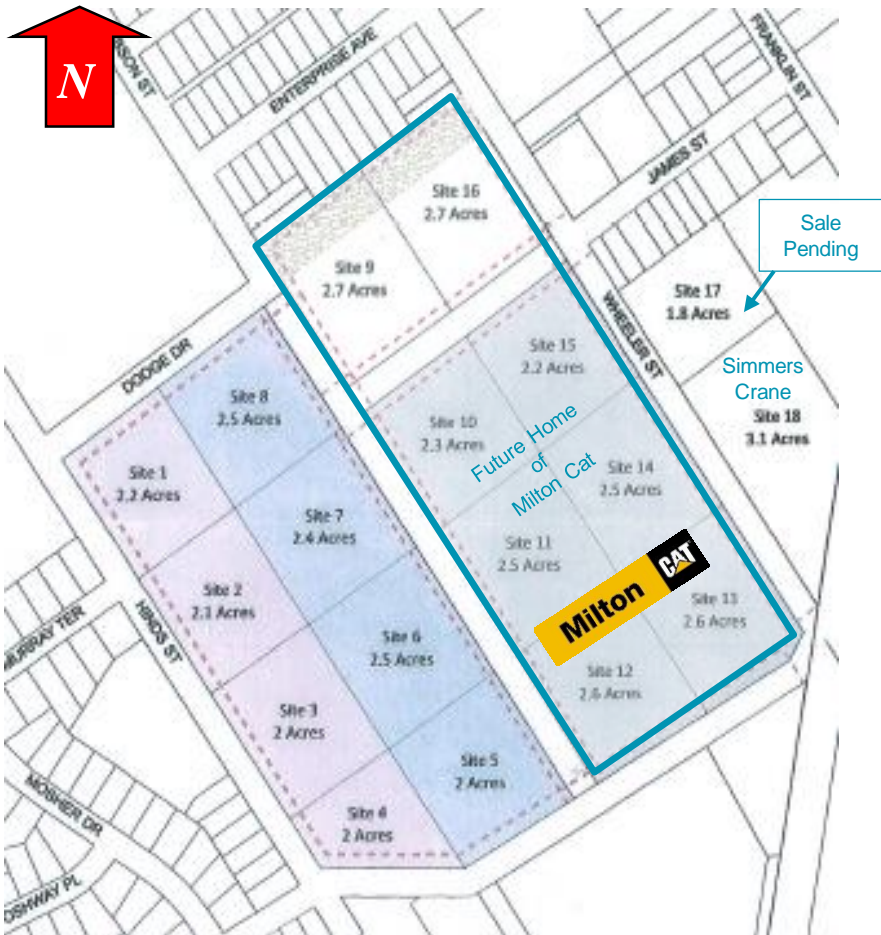 N
ENTERPRISE AVE
FRANKLIN ST
JAMES ST
Site 16
2.7 Acres
Sale
Pending
Site 9
2.7 Acres
Site 17
1.8 Acres
WHEELER ST
DODGE DR
Site 15
2.2 Acres
Simmers
Crane
Site 18
3.1 Acres
Site 8
2.5 Acres
Site 10
2.3 Acres
Future Home
of
Milton Cat
Site 1
2.2 Acres
Site 14
2.5 Acres
Site 7
2.4 Acres
Site 11
2.5 Acres
Milton CAT
Site 2
2.1 Acres
Site 13
2.6 Acres
HINDS ST
MURRAY TER
Site 6
2.5 Acres
Site 12
2.6 Acres
Site 3
2 Acres
Site 5
2 Acres
MOSHER DR
Site 4
2 Acres
PL